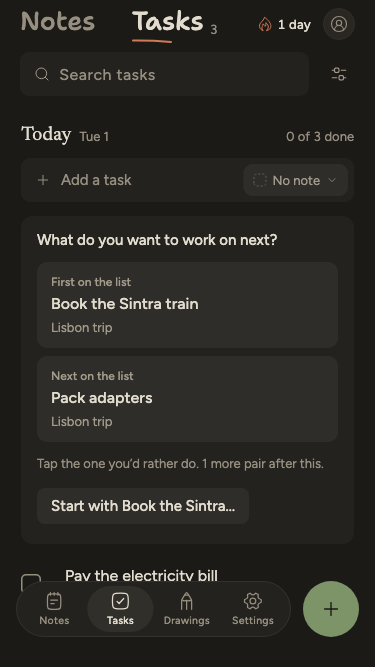 Notes
Tasks 3
1 day
Search tasks
Today Tue 1
0 of 3 done
Add a task
No note
What do you want to work on next?
First on the list
Book the Sintra train
Lisbon trip
Next on the list
Pack adapters
Lisbon trip
Tap the one you'd rather do. 1 more pair after this.
Start with Book the Sintra...
Pay the electricity bill
Notes
Tasks
Drawings
Settings